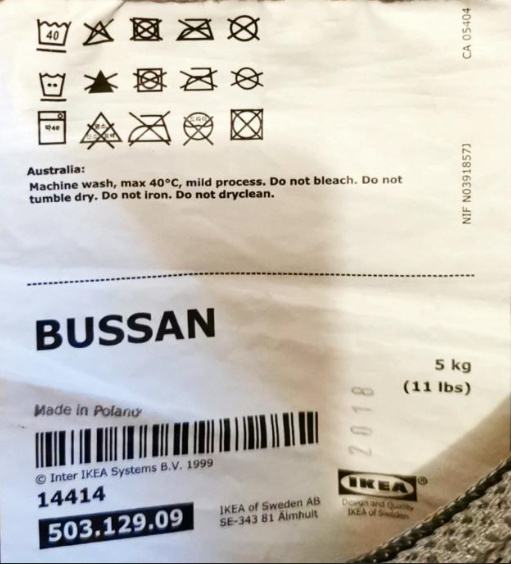 40
CA 05404
NIF N0391857J
Australia:
Machine wash, max 40°C, mild process. Do not bleach. Do not
tumble dry. Do not iron. Do not dryclean.
BUSSAN
5 kg
(11 lbs)
2018
Made in Poland
© Inter IKEA Systems B.V. 1999
14414
503.129.09
IKEA of Sweden AB
SE-343 81 Älmhult
IKEA®
Design and Quality
IKEA of Sweden